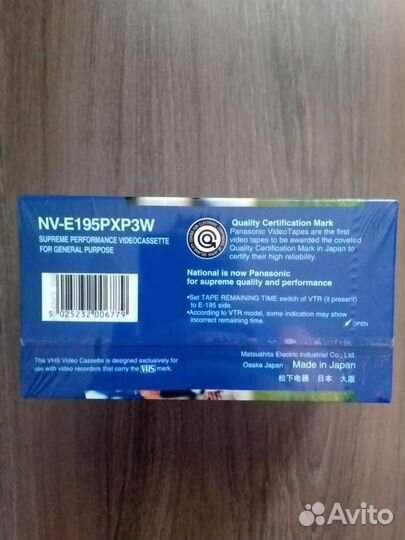 NV-E195PXP3W
SUPREME PERFORMANCE VIDEOCASSETTE
FOR GENERAL PURPOSE
5 025232 006779
Quality Certification Mark
Panasonic VideoTapes are the first
video tapes to be awarded the coveted
Quality Certification Mark in Japan to
certify their high reliability.
National is now Panasonic
for supreme quality and performance
•Set TAPE REMAINING TIME switch of VTR (it presenf) to E-195 side.
•According to VTR model, some indication may show incorrect remaining time.
OPEN
This VHS Video Cassette is designed exclusively for
use with video recorders that carry the VHS mark.
Matsushita Electric Industrial Co., Ltd.
Osaka Japan Made in Japan
松下电器 日本 大阪
Avito